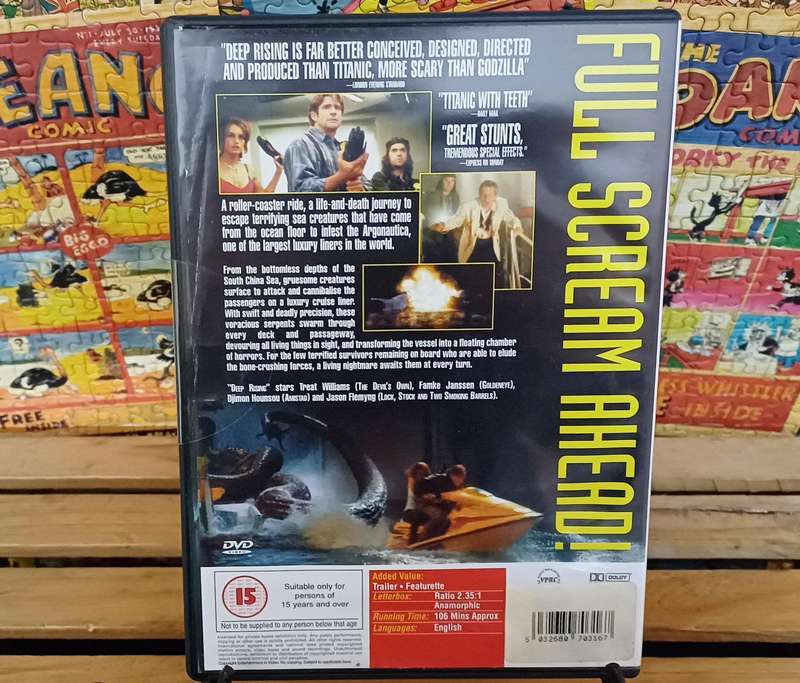 "DEEP RISING IS FAR BETTER CONCEIVED, DESIGNED, DIRECTED
AND PRODUCED THAN TITANIC, MORE SCARY THAN GODZILLA"
—LONDON EVENING STANDARD
"TITANIC WITH TEETH"
—DAILY MAIL
"GREAT STUNTS,
TREMENDOUS SPECIAL EFFECTS."
—EXPRESS ON SUNDAY
A roller-coaster ride, a life-and-death journey to
escape terrifying sea creatures that have come
from the ocean floor to infest the Argonautica,
one of the largest luxury liners in the world.
From the bottomless depths of the
South China Sea, gruesome creatures
surface to attack and cannibalise the
passengers on a luxury cruise liner.
With swift and deadly precision, these
voracious serpents swarm through
every deck and passageway,
devouring all living things in sight, and transforming the vessel into a floating chamber
of horrors. For the few terrified survivors remaining on board who are able to elude
the bone-crushing forces, a living nightmare awaits them at every turn.
"DEEP RISING" stars Treat Williams (THE DEVIL'S OWN), Famke Janssen (GOLDENEYE),
Djimon Hounsou (AMISTAD) and Jason Flemyng (LOCK, STOCK AND TWO SMOKING BARRELS).
FULL SCREAM AHEAD!
DVD
VIDEO
15
Suitable only for
persons of
15 years and over
Not to be supplied to any person below that age
Added Value:
Trailer • Featurette
Letterbox: Ratio 2.35:1
Anamorphic
Running Time: 106 Mins Approx
Languages: English
VPRC
DOLBY
5 032680 703167
EAN
COMIC
BIG
EGGO
FREE
INSIDE
THE
COM
INSIDE